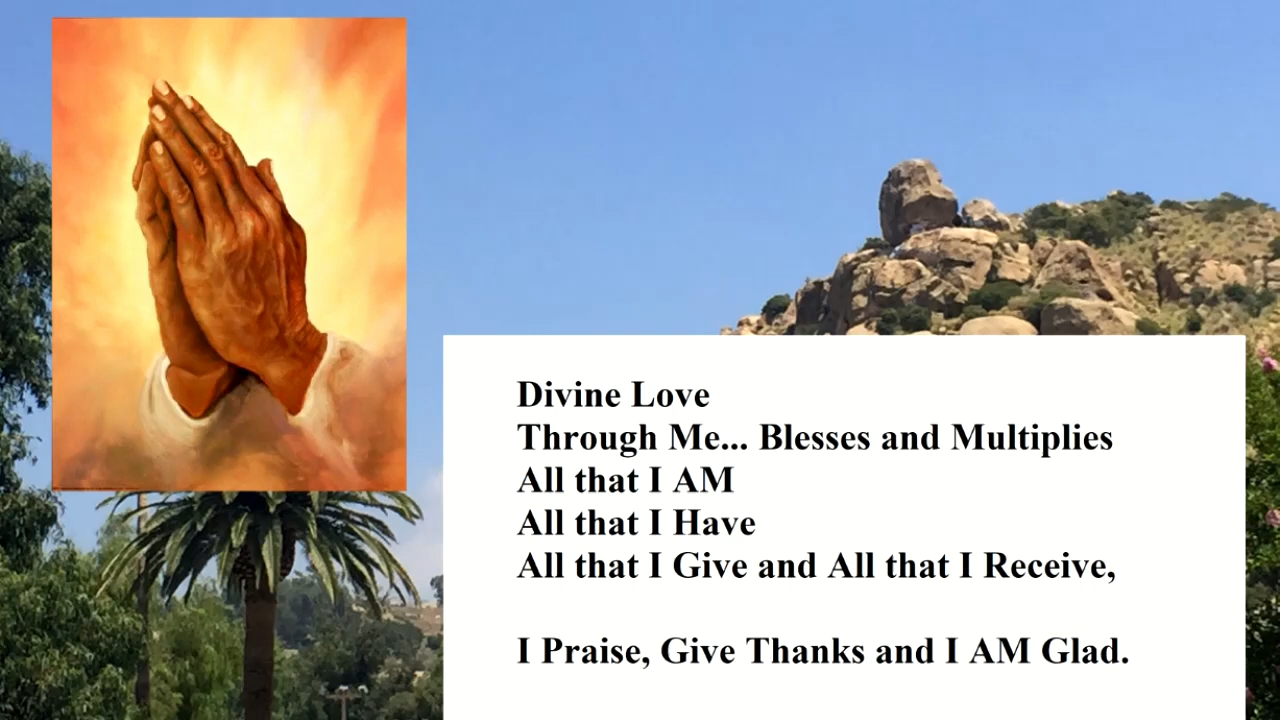 Divine Love
Through Me... Blesses and Multiplies
All that I AM
All that I Have
All that I Give and All that I Receive,
I Praise, Give Thanks and I AM Glad.